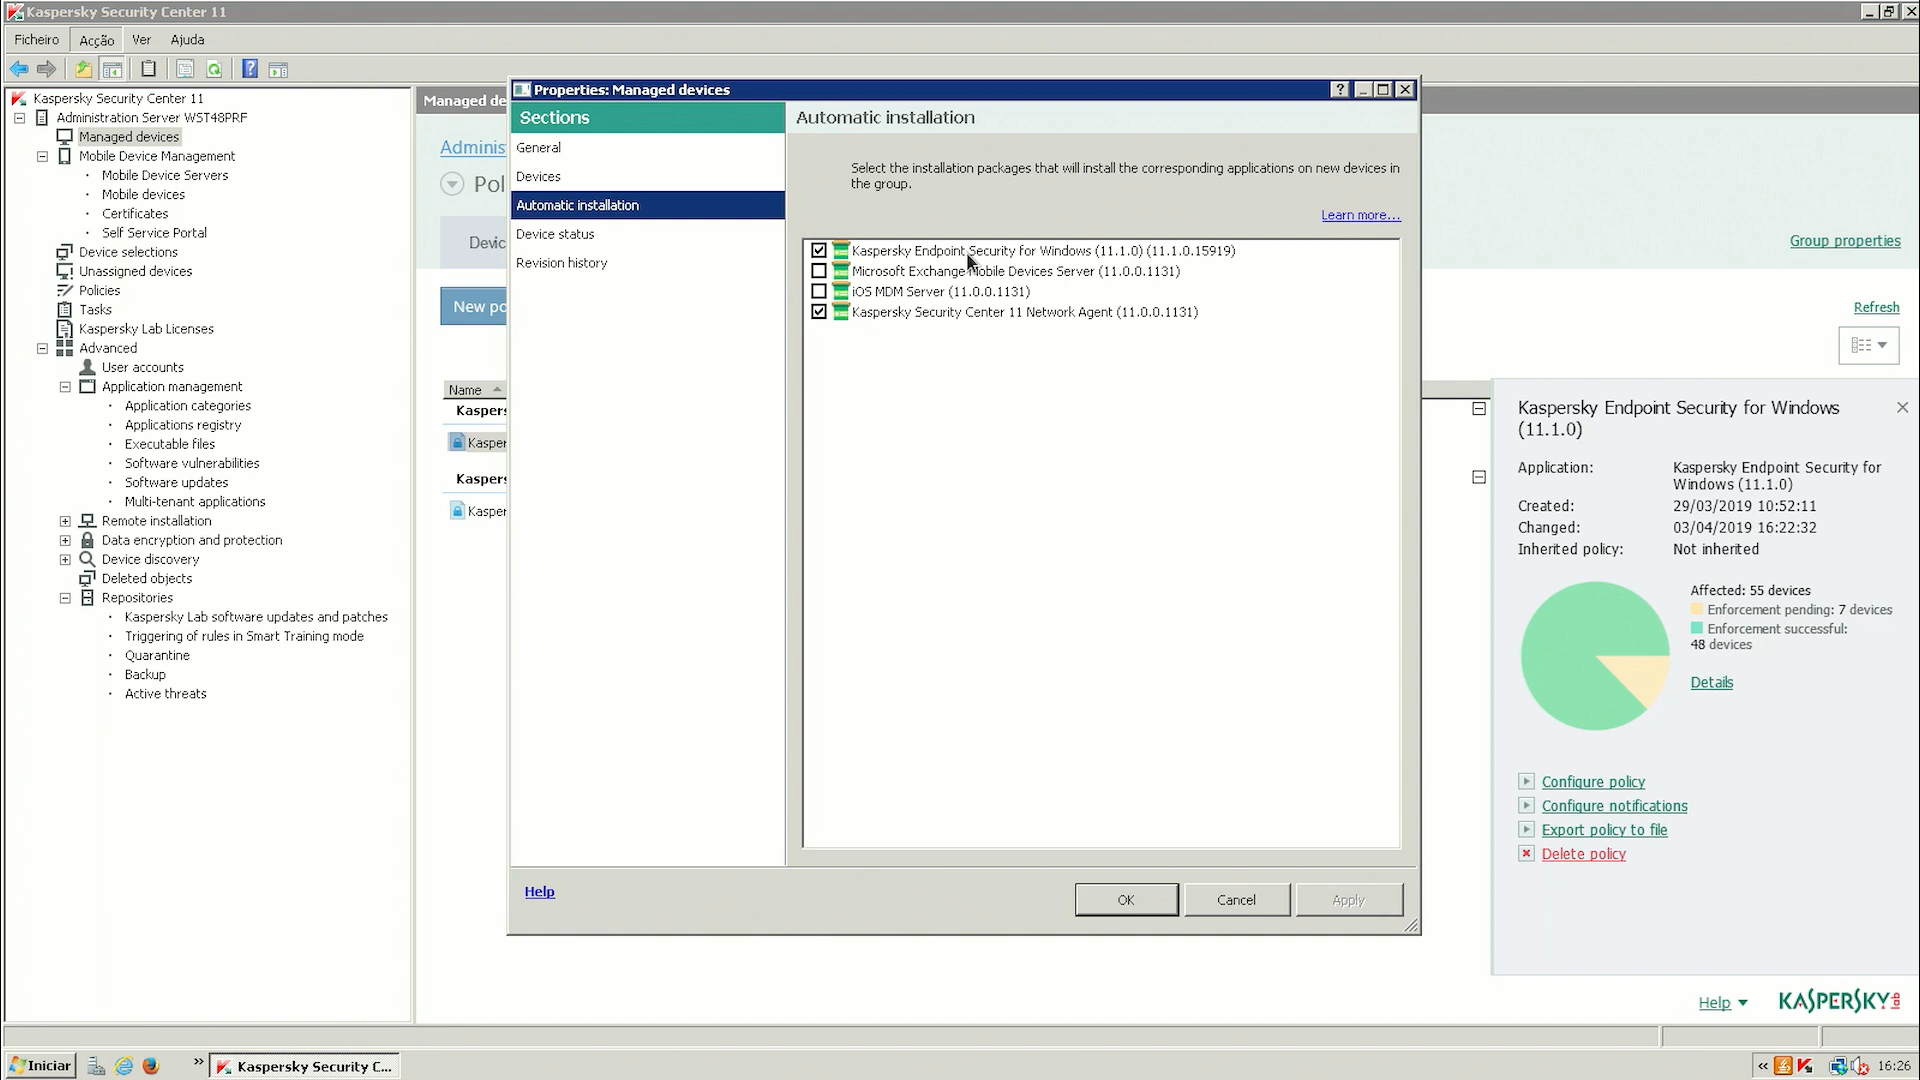 Kaspersky Security Center 11
Ficheiro Acção Ver Ajuda
Kaspersky Security Center 11
Administration Server WST48PRF
Managed devices
Mobile Device Management
Mobile Device Servers
Mobile devices
Certificates
Self Service Portal
Device selections
Unassigned devices
Policies
Tasks
Kaspersky Lab Licenses
Advanced
User accounts
Application management
Application categories
Applications registry
Executable files
Software vulnerabilities
Software updates
Multi-tenant applications
Remote installation
Data encryption and protection
Device discovery
Deleted objects
Repositories
Kaspersky Lab software updates and patches
Triggering of rules in Smart Training mode
Quarantine
Backup
Active threats
Managed de
Adminis
Pol
Devic
New po
Name
Kaspers
Kasper
Kaspers
Kasper
Properties: Managed devices
Sections
General
Devices
Automatic installation
Device status
Revision history
Automatic installation
Select the installation packages that will install the corresponding applications on new devices in
the group.
Learn more...
Kaspersky Endpoint Security for Windows (11.1.0) (11.1.0.15919)
Microsoft Exchange Mobile Devices Server (11.0.0.1131)
iOS MDM Server (11.0.0.1131)
Kaspersky Security Center 11 Network Agent (11.0.0.1131)
Help
OK Cancel Apply
Group properties
Refresh
Kaspersky Endpoint Security for Windows
(11.1.0)
Application: Kaspersky Endpoint Security for
Windows (11.1.0)
Created: 29/03/2019 10:52:11
Changed: 03/04/2019 16:22:32
Inherited policy: Not inherited
Affected: 55 devices
Enforcement pending: 7 devices
Enforcement successful:
48 devices
Details
Configure policy
Configure notifications
Export policy to file
Delete policy
Help
KASPERSKY lab
Iniciar
Kaspersky Security C...
16:26